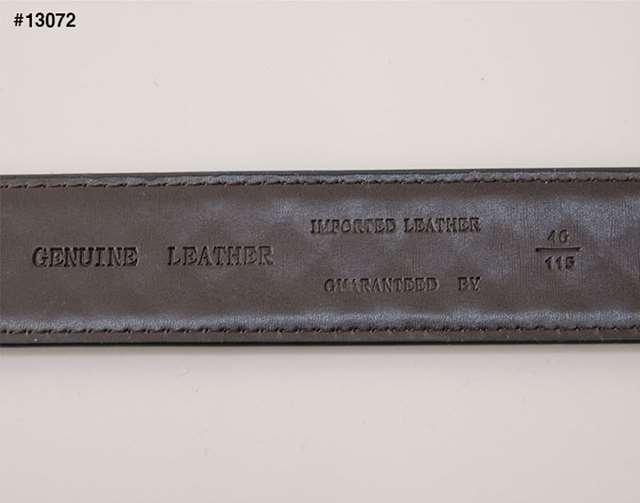 #13072
GENUINE LEATHER
IMPORTED LEATHER
GUARANTEED BY
46
115